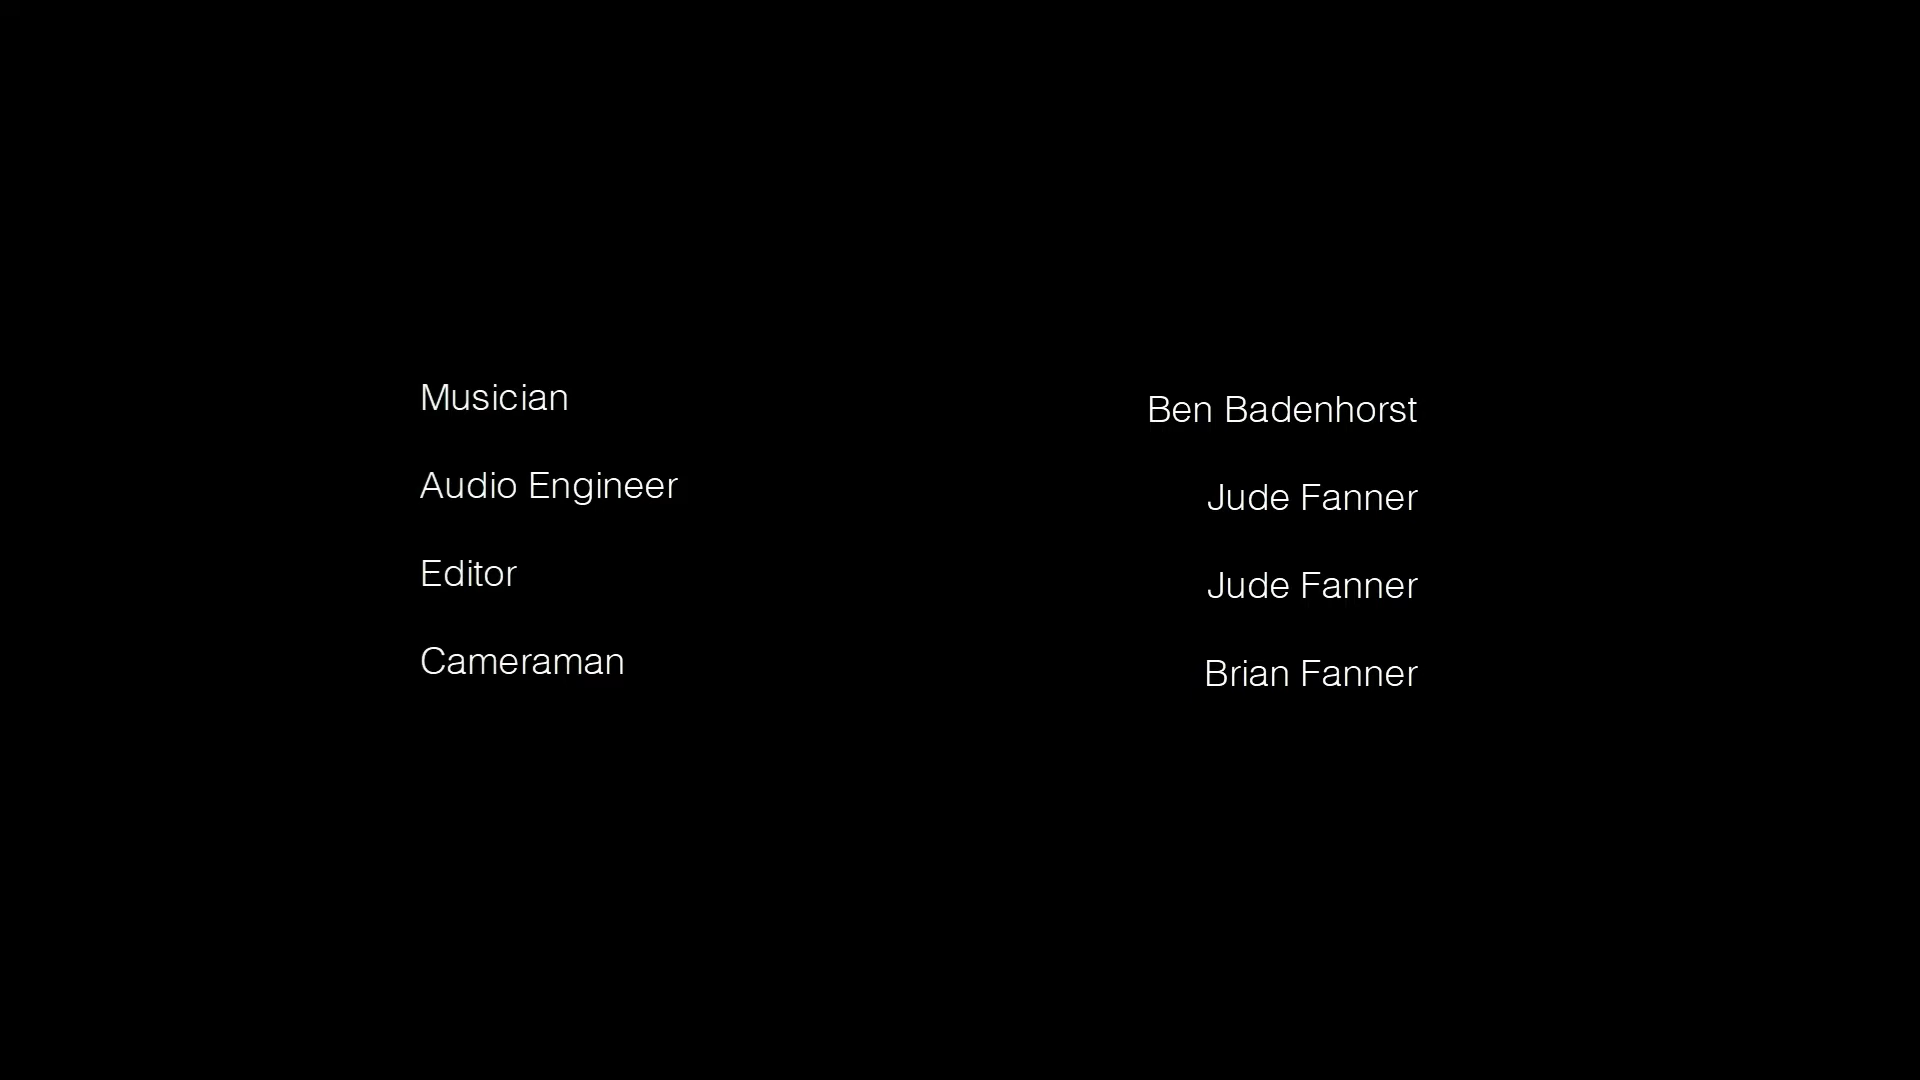 Musician Ben Badenhorst
Audio Engineer Jude Fanner
Editor Jude Fanner
Cameraman Brian Fanner